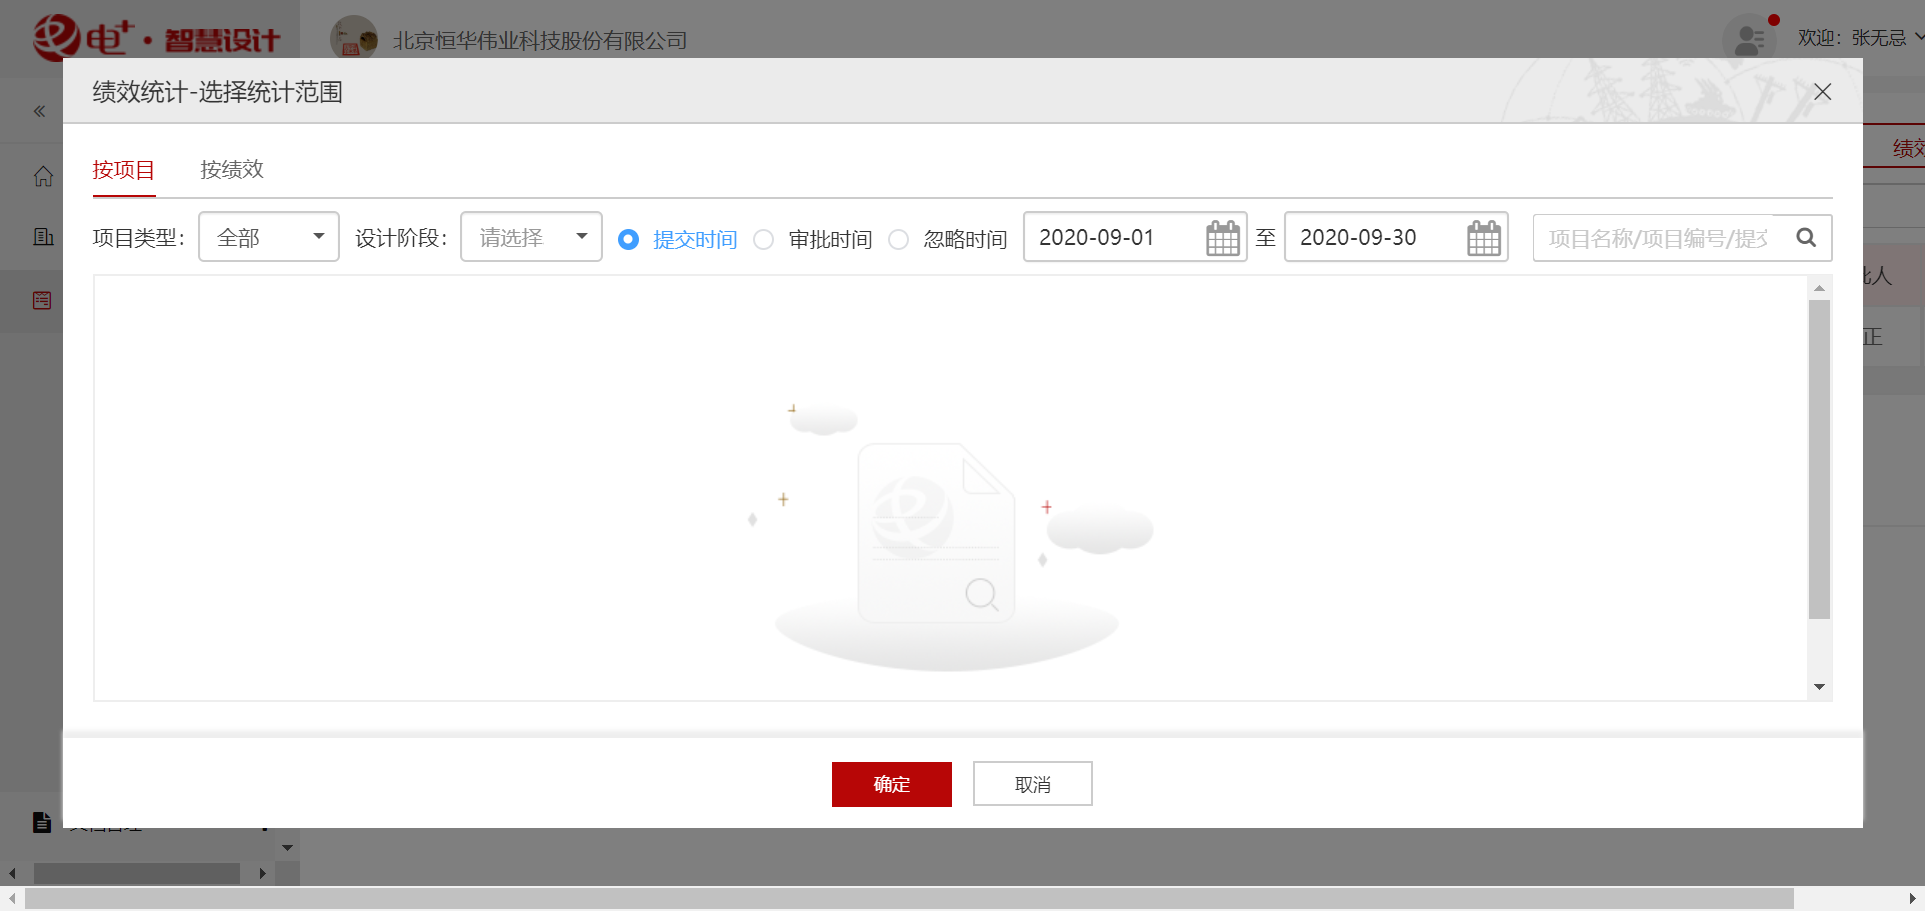 电+·智慧设计
北京恒华伟业科技股份有限公司
欢迎：张无忌
绩效统计-选择统计范围
按项目
按绩效
项目类型：
全部
设计阶段：
请选择
提交时间
审批时间
忽略时间
2020-09-01
至
2020-09-30
项目名称/项目编号/提交
人
正
确定
取消